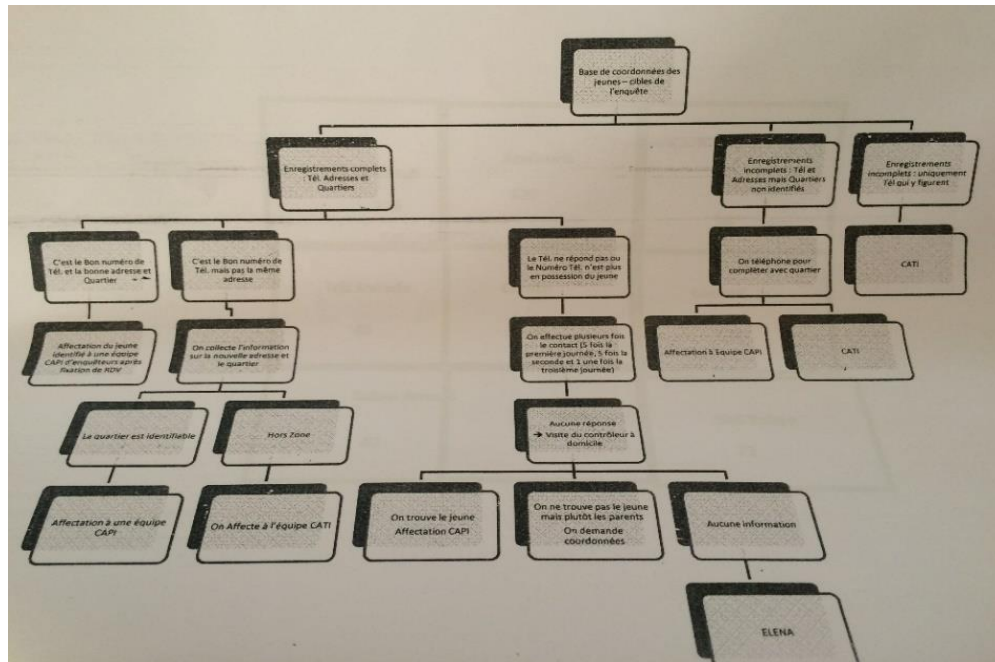 Base de coordonnées des
jeunes – cibles de
l'enquête
Enregistrements complets
: Tél. Adresses et
Quartiers
Enregistrements
incomplets : Tél et
Adresses mais Quartiers
non identifiés
Enregistrements
incomplets : uniquement
Tél qui y figurent
C'est le Bon numéro de
Tél. et la bonne adresse et
Quartier
C'est le Bon numéro de
Tél. mais pas la même
adresse
Le Tél. ne répond pas ou
le Numéro Tél. n'est plus
en possession du jeune
On téléphone pour
compléter avec quartier
CATI
Affectation du jeune
identifié à une équipe
CAPI d'enquêteurs après
fixation de RDV
On collecte l'information
sur la nouvelle adresse et
le quartier
On effectue plusieurs fois
le contact (5 fois la
première journée, 5 fois la
seconde et 1 une fois la
troisième journée)
Affectation à Equipe CAPI
CATI
Le quartier est identifiable
Hors Zone
Aucune réponse
➔ Visite du contrôleur à
domicile
Affectation à une équipe
CAPI
On Affecte à l'équipe CATI
On trouve le jeune
Affectation CAPI
On ne trouve pas le jeune
mais plutôt les parents
On demande
coordonnées
Aucune information
ELENA